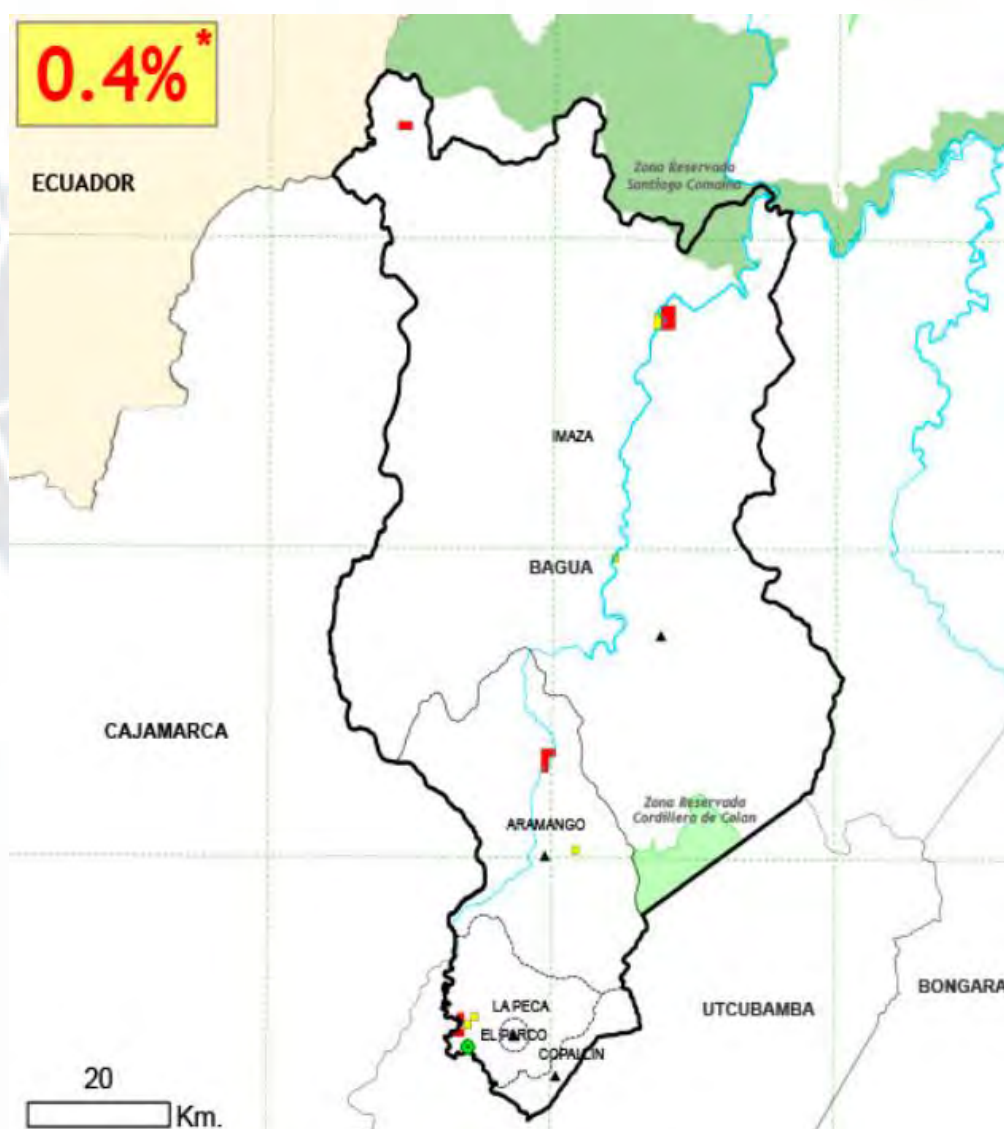 0.4%*
ECUADOR
Zona Reservada
Santiago Comaina
IMAZA
BAGUA
CAJAMARCA
Zona Reservada
Cordillera de Colan
ARAMANGO
LA PECA
EL PARCO
COPALLIN
UTCUBAMBA
BONGARA
20
Km.